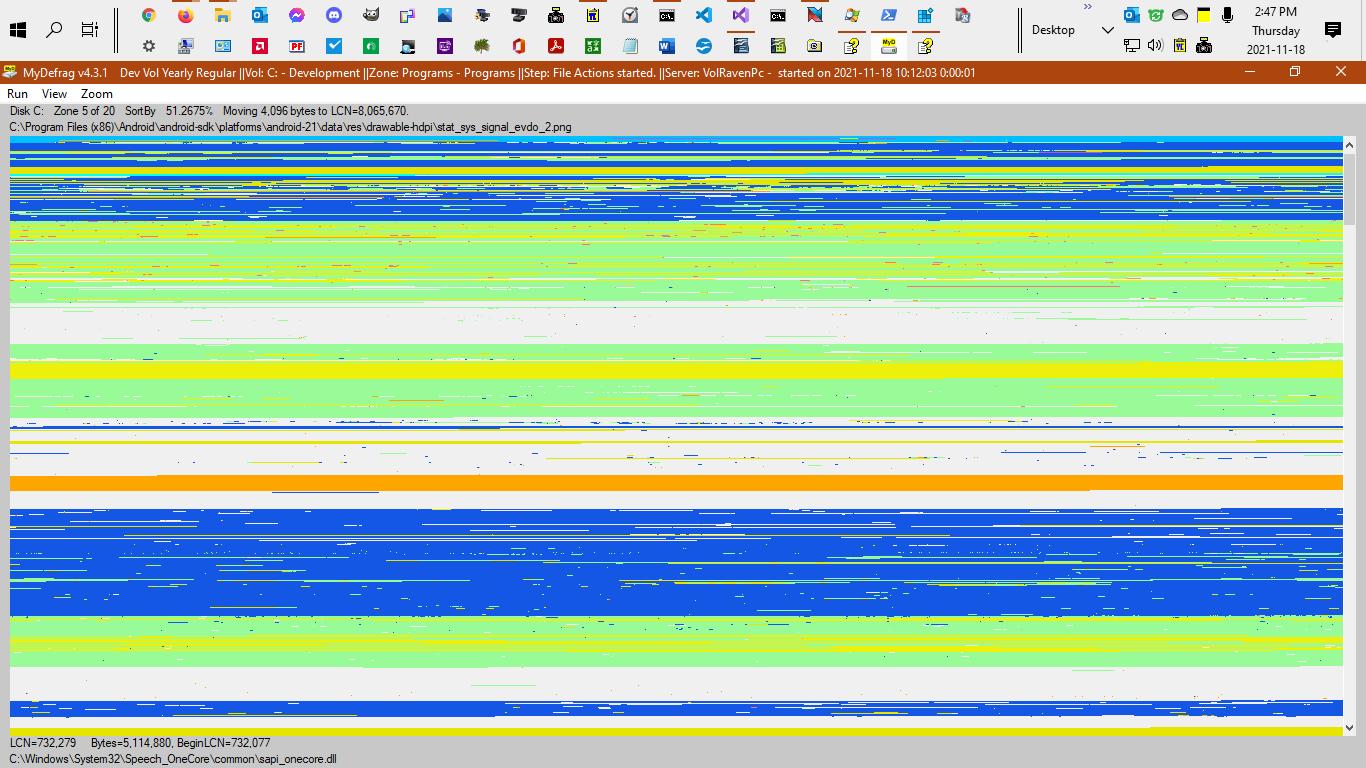 2:47 PM
Desktop
Thursday
2021-11-18
MyDefrag v4.3.1 Dev Vol Yearly Regular ||Vol: C: - Development ||Zone: Programs - Programs ||Step: File Actions started. ||Server: VolRavenPc - started on 2021-11-18 10:12:03 0:00:01
Run View Zoom
Disk C: Zone 5 of 20 SortBy 51.2675% Moving 4,096 bytes to LCN=8,065,670.
C:\Program Files (x86)\Android\android-sdk\platforms\android-21\data\res\drawable-hdpi\stat_sys_signal_evdo_2.png
LCN=732,279 Bytes=5,114,880, BeginLCN=732,077
C:\Windows\System32\Speech_OneCore\common\sapi_onecore.dll